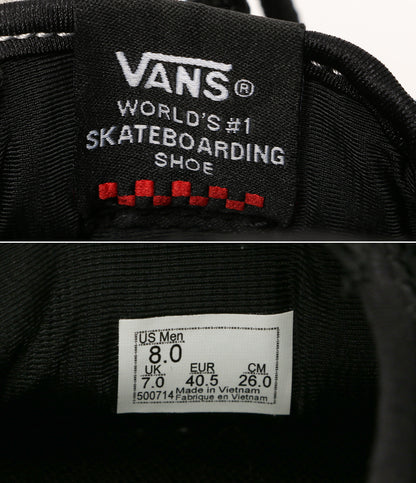 VANS®
WORLD'S #1
SKATEBOARDING
SHOE
US Men
8.0
UK EUR CM
7.0 40.5 26.0
500714 Made in Vietnam
Fabriqué en Vietnam